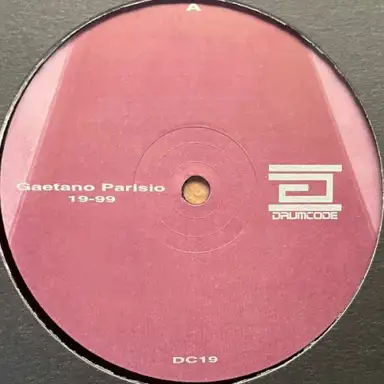 A
Gaetano Parisio
19-99
DRUMCODE
DC19